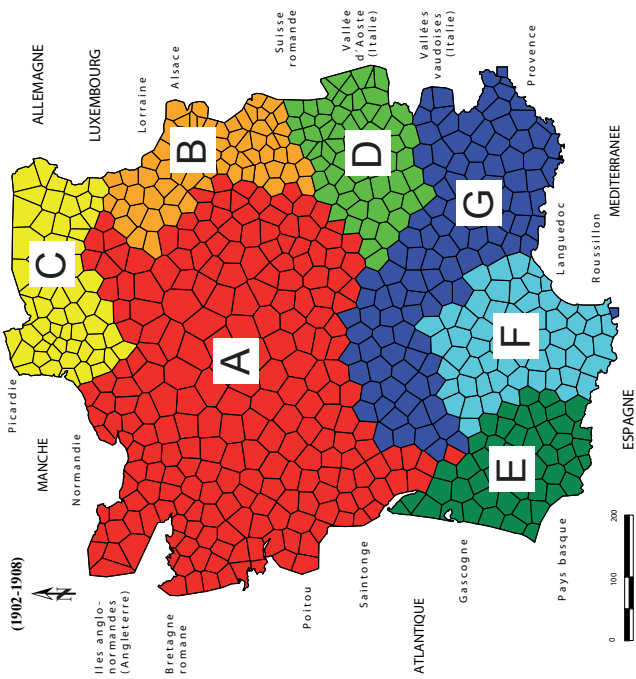 (1902-1908)
N
ALLEMAGNE
LUXEMBOURG
Lorraine
Alsace
Suisse
romande
Vallée
d'Aoste
(Italie)
Vallées
vaudoises
(Italie)
Provence
Picardie
MANCHE
Normandie
Iles anglo-
normandes
(Angleterre)
Bretagne
romane
Poitou
Saintonge
ATLANTIQUE
Gascogne
Pays basque
ESPAGNE
Roussillon
Languedoc
MEDITERRANEE
A
B
C
D
E
F
G
0 100 200